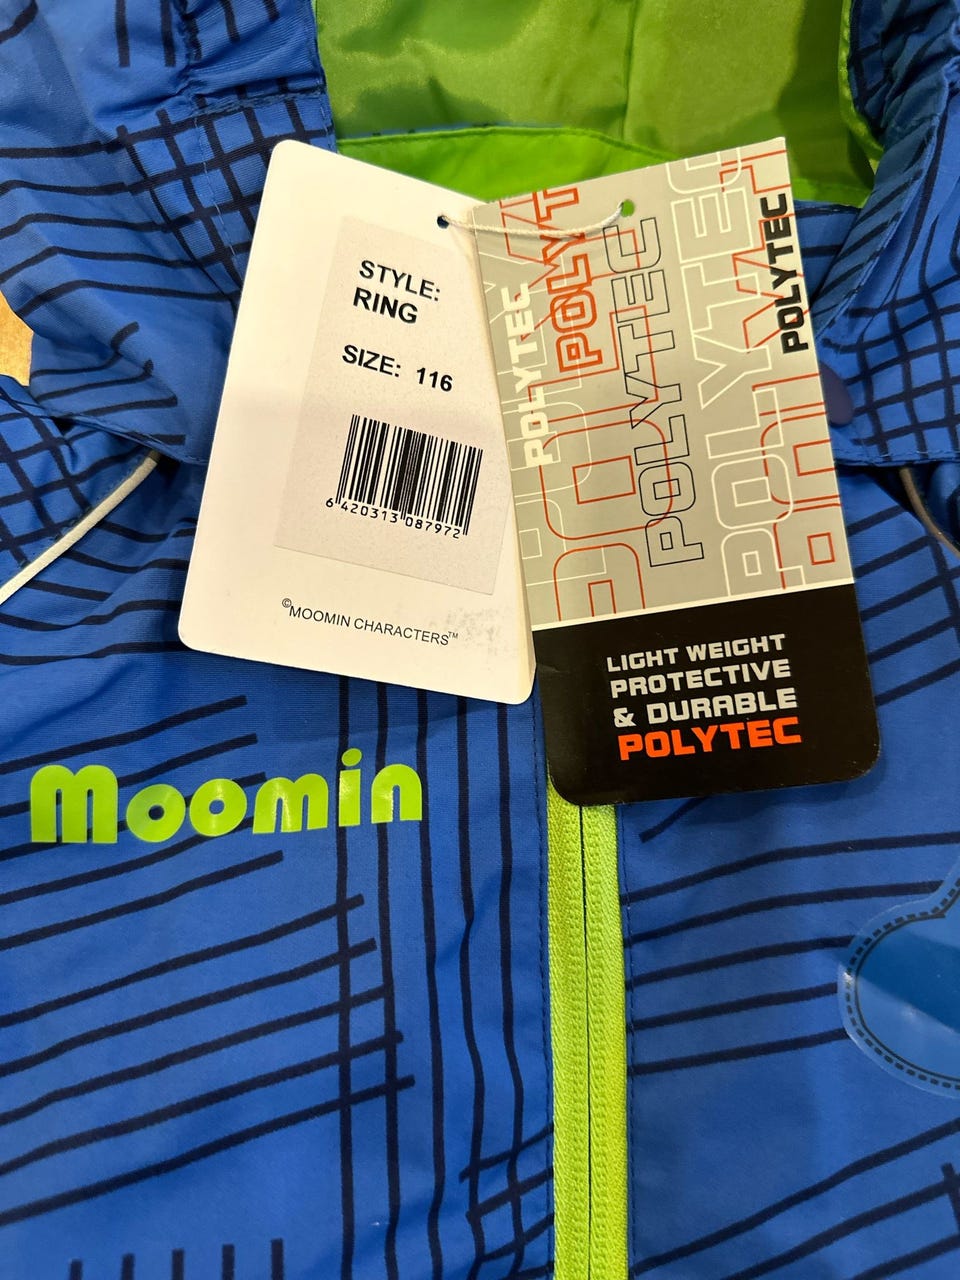 STYLE:
RING
SIZE: 116
6 420313 087972
©MOOMIN CHARACTERS™
POLYTEC
POLYT
POLYTEC
POLYTEC
POLYTEC
LIGHT WEIGHT
PROTECTIVE
& DURABLE
POLYTEC
Moomin